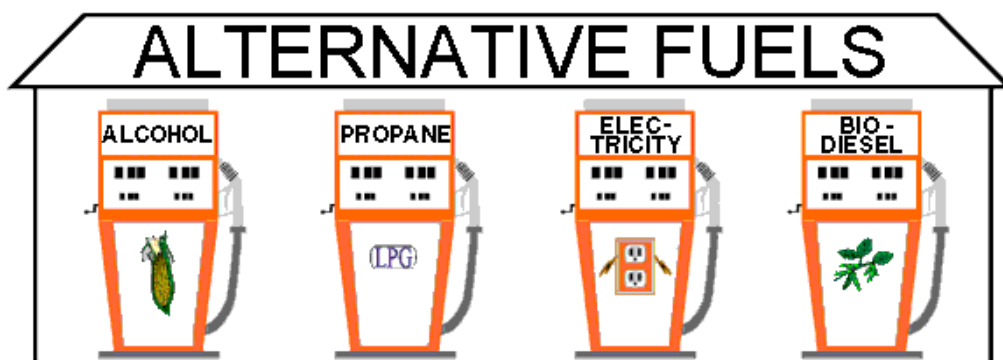 ALTERNATIVE FUELS
ALCOHOL
PROPANE
ELEC-
TRICITY
BIO-
DIESEL
LPG